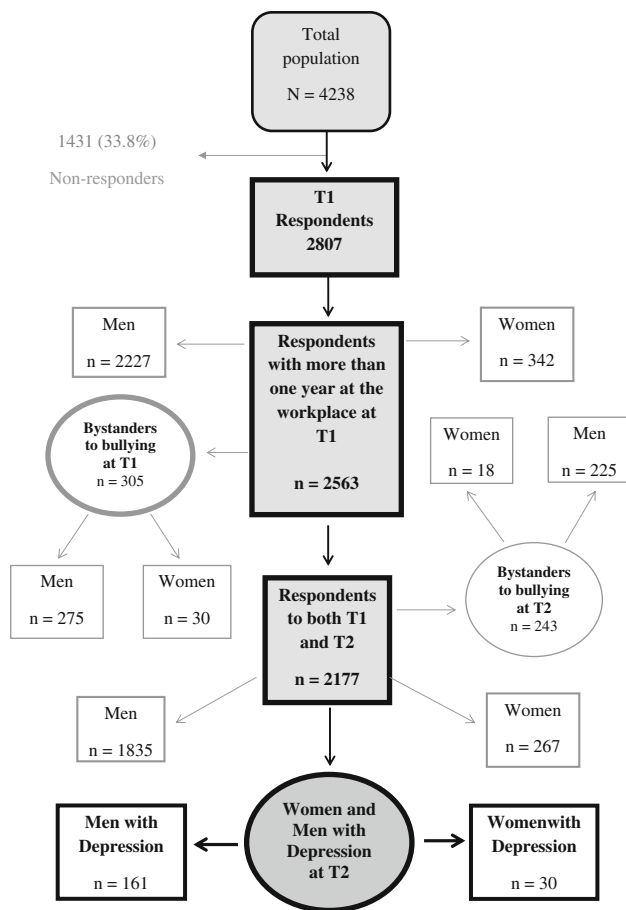 Total
population
N = 4238
1431 (33.8%)
Non-responders
T1
Respondents
2807
Men
n = 2227
Respondents
with more than
one year at the
workplace at
T1
n = 2563
Women
n = 342
Bystanders
to bullying
at T1
n = 305
Women
n = 18
Men
n = 225
Men
n = 275
Women
n = 30
Bystanders
to bullying
at T2
n = 243
Respondents
to both T1
and T2
n = 2177
Men
n = 1835
Women
n = 267
Men with
Depression
n = 161
Women and
Men with
Depression
at T2
Womenwith
Depression
n = 30